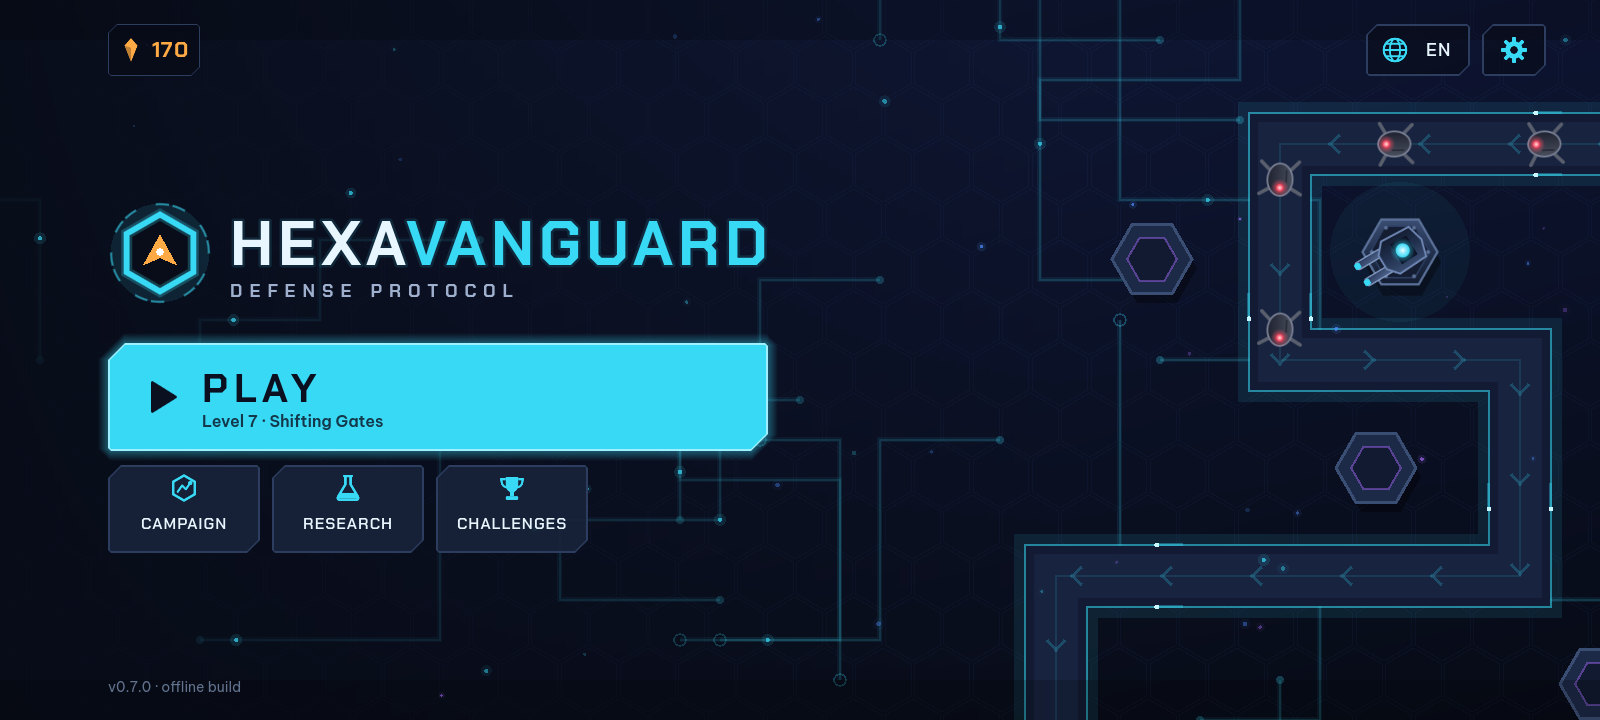 170
EN
HEXAVANGUARD
DEFENSE PROTOCOL
PLAY
Level 7 · Shifting Gates
CAMPAIGN
RESEARCH
CHALLENGES
v0.7.0 · offline build